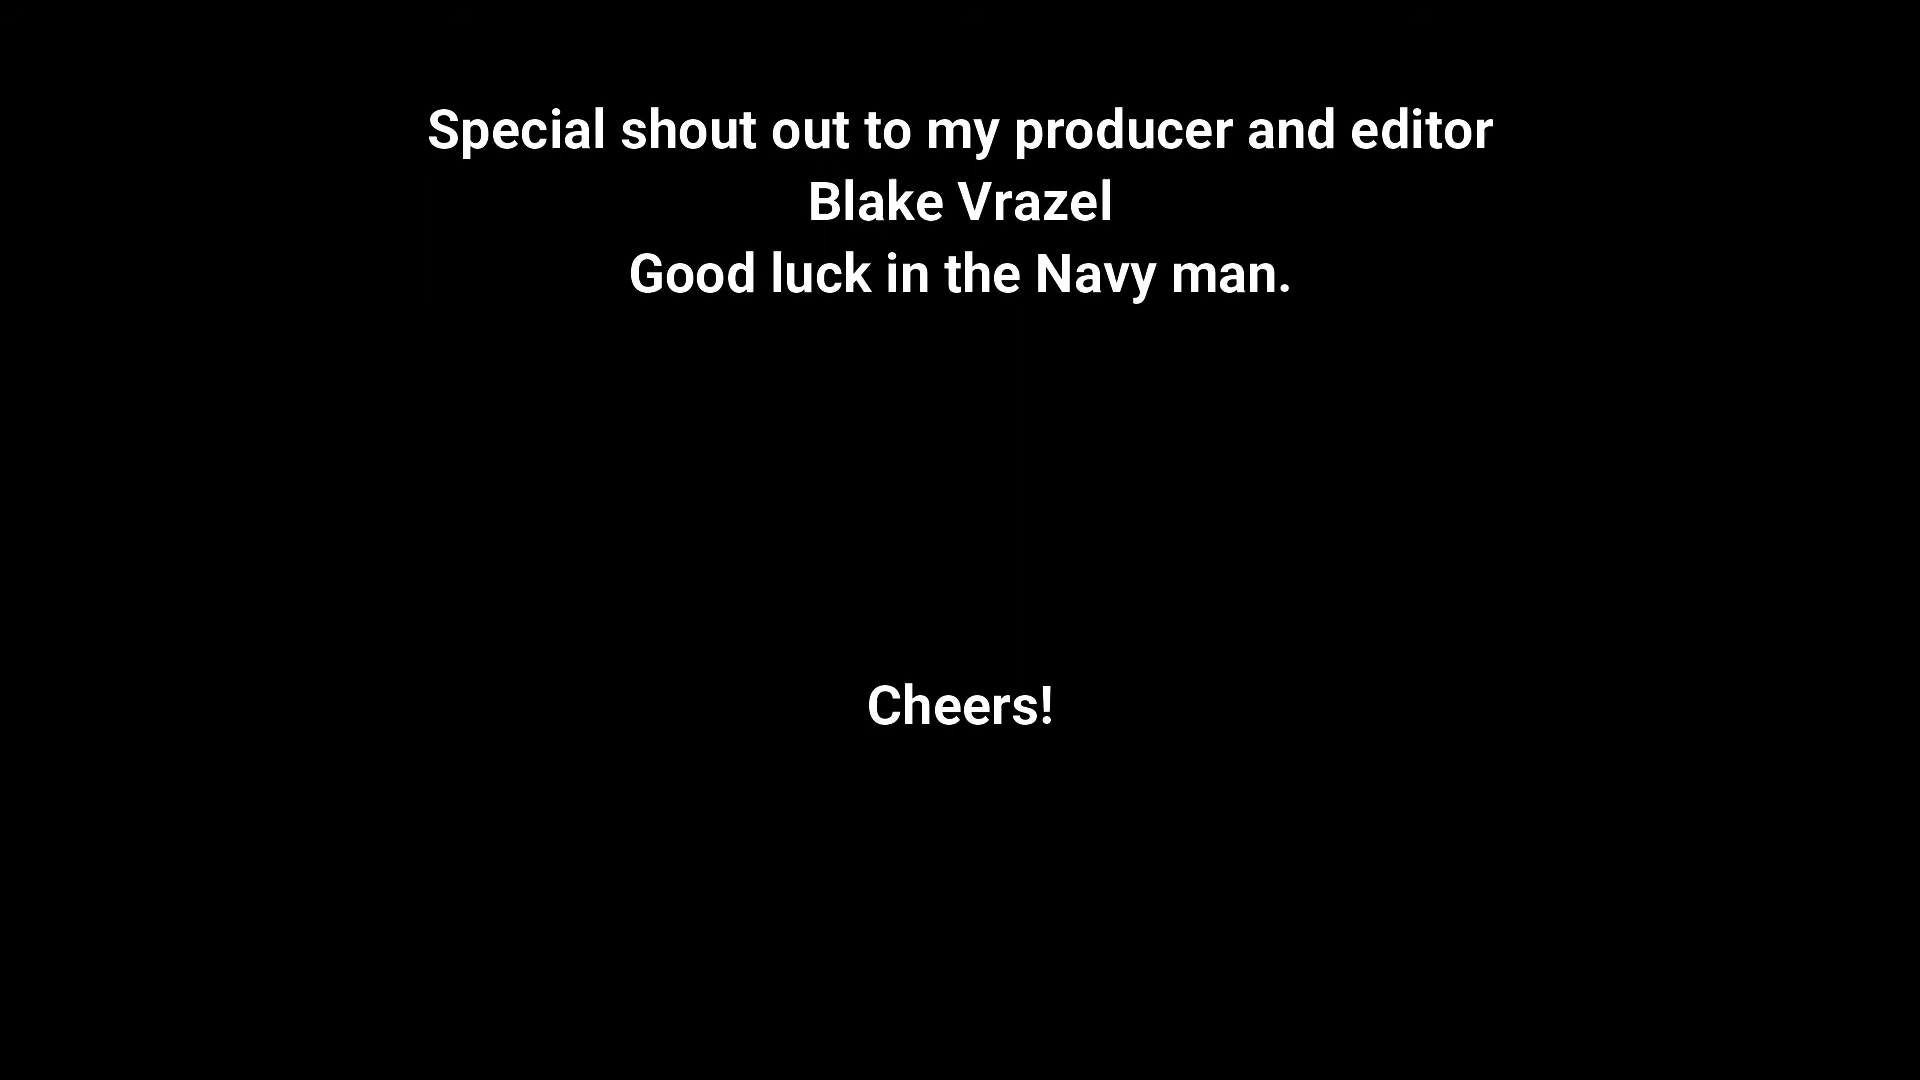 Special shout out to my producer and editor
Blake Vrazel
Good luck in the Navy man.
Cheers!